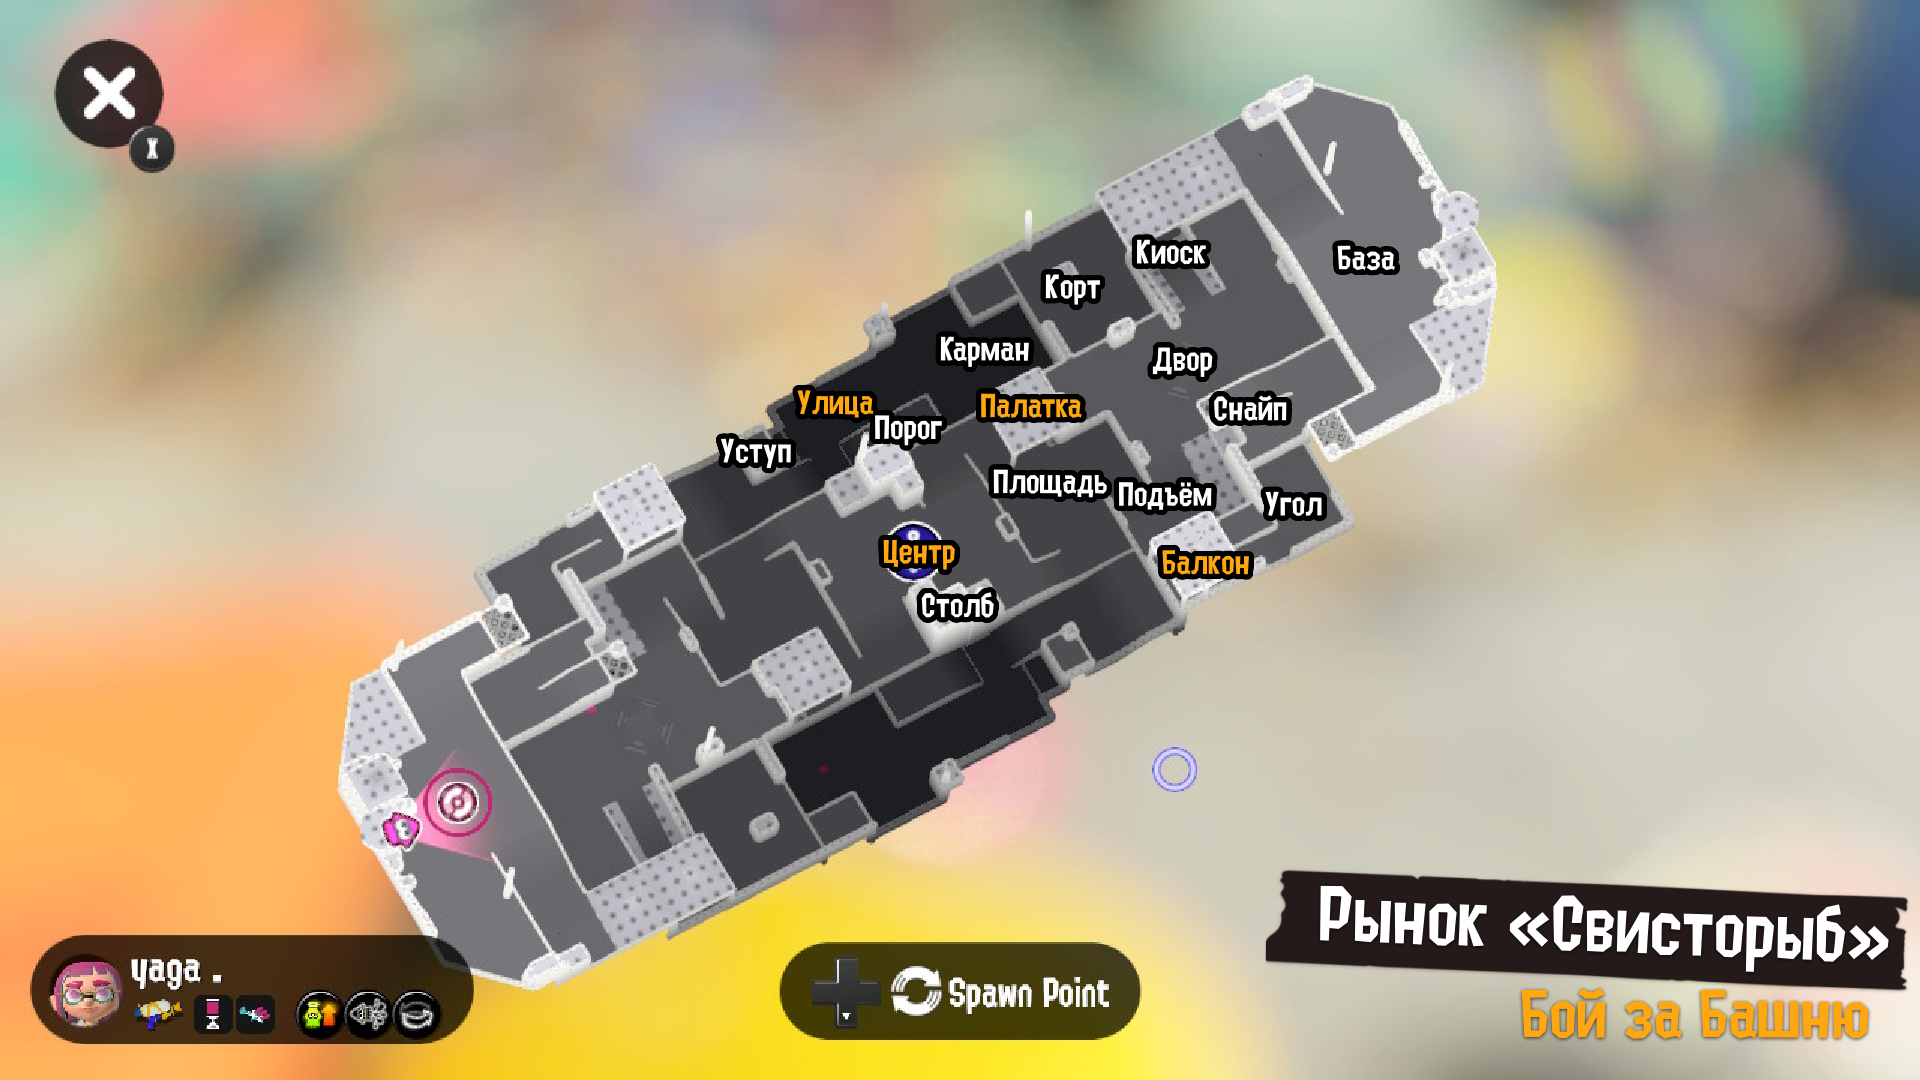 X
База
Киоск
Корт
Карман
Двор
Улица
Палатка
Снайп
Порог
Уступ
Площадь
Подъём
Угол
Центр
Балкон
Столб
Рынок «Свисторыб»
Бой за Башню
yaga .
Spawn Point